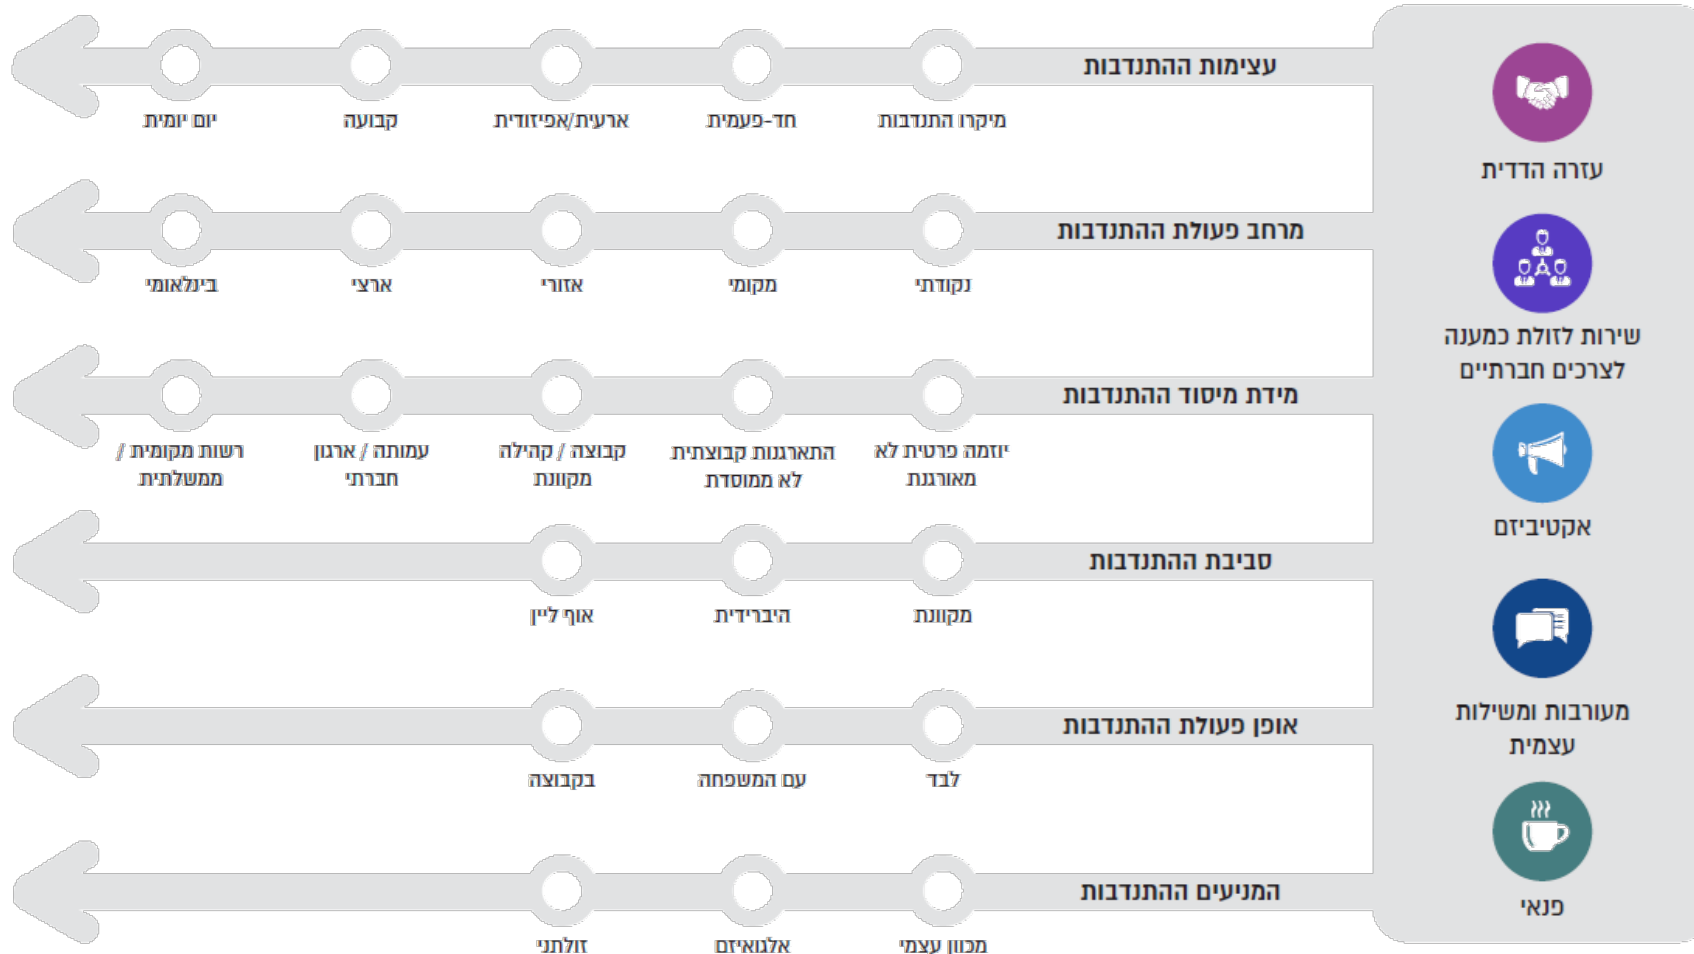 עזרה הדדית
שירות לזולת כמענה
לצרכים חברתיים
אקטיביזם
מעורבות ומשילות
עצמית
פנאי
עצימות ההתנדבות
מיקרו התנדבות
חד-פעמית
ארעית/אפיזודית
קבועה
יום יומית
מרחב פעולת ההתנדבות
נקודתי
מקומי
אזורי
ארצי
בינלאומי
מידת מיסוד ההתנדבות
יוזמה פרטית לא
מאורגנת
התארגנות קבוצתית
לא ממוסדת
קבוצה / קהילה
מקוונת
עמותה / ארגון
חברתי
רשות מקומית /
ממשלתית
סביבת ההתנדבות
מקוונת
היברידית
אוף ליין
אופן פעולת ההתנדבות
לבד
עם המשפחה
בקבוצה
המניעים ההתנדבות
מכוון עצמי
אלגואיזם
זולתני